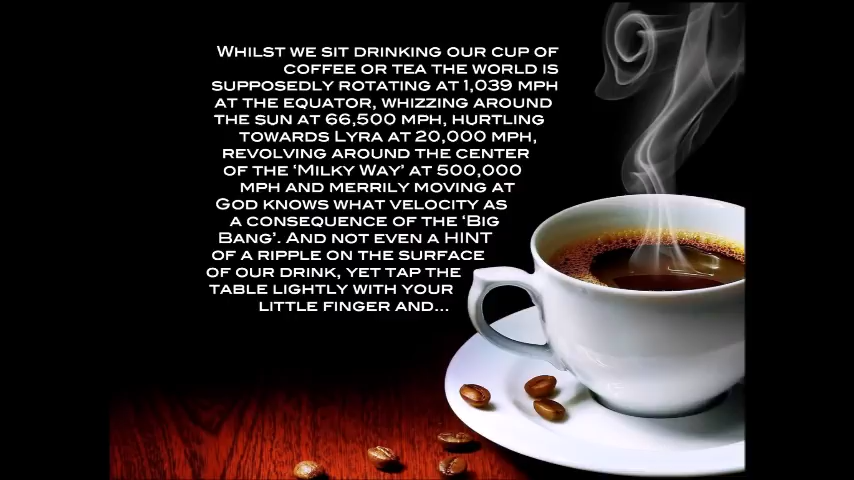 Whilst we sit drinking our cup of
coffee or tea the world is
supposedly rotating at 1,039 mph
at the equator, whizzing around
the sun at 66,500 mph, hurtling
towards Lyra at 20,000 mph,
revolving around the center
of the ‘Milky Way’ at 500,000
mph and merrily moving at
God knows what velocity as
a consequence of the ‘Big
Bang’. And not even a HINT
of a ripple on the surface
of our drink, yet tap the
table lightly with your
little finger and...